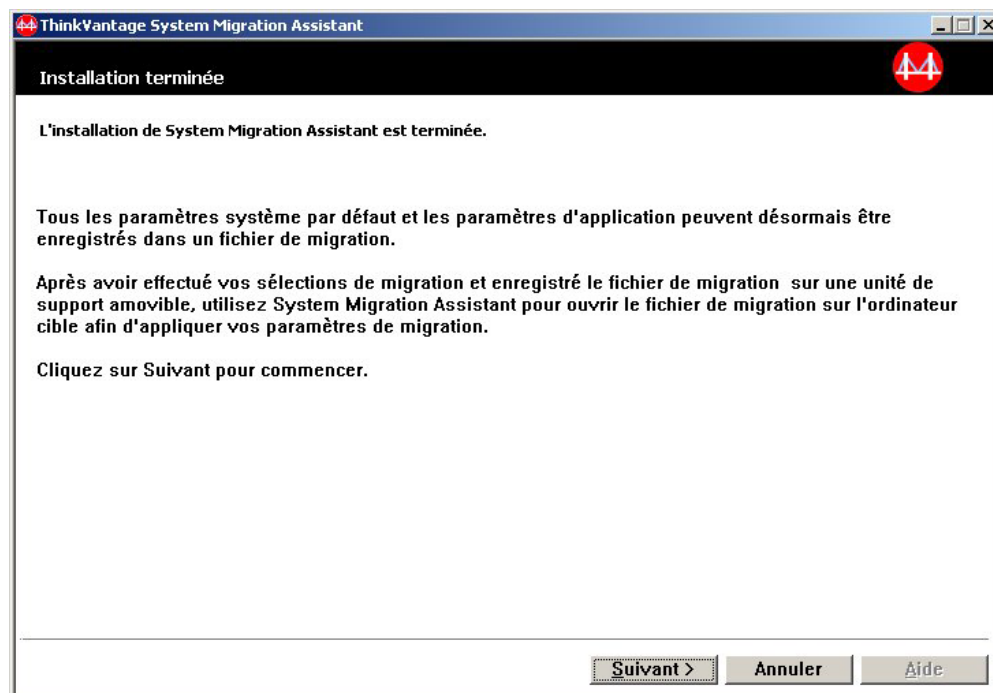 ThinkVantage System Migration Assistant
Installation terminée
L'installation de System Migration Assistant est terminée.
Tous les paramètres système par défaut et les paramètres d'application peuvent désormais être
enregistrés dans un fichier de migration.
Après avoir effectué vos sélections de migration et enregistré le fichier de migration  sur une unité de
support amovible, utilisez System Migration Assistant pour ouvrir le fichier de migration sur l'ordinateur
cible afin d'appliquer vos paramètres de migration.
Cliquez sur Suivant pour commencer.
Suivant > Annuler Aide